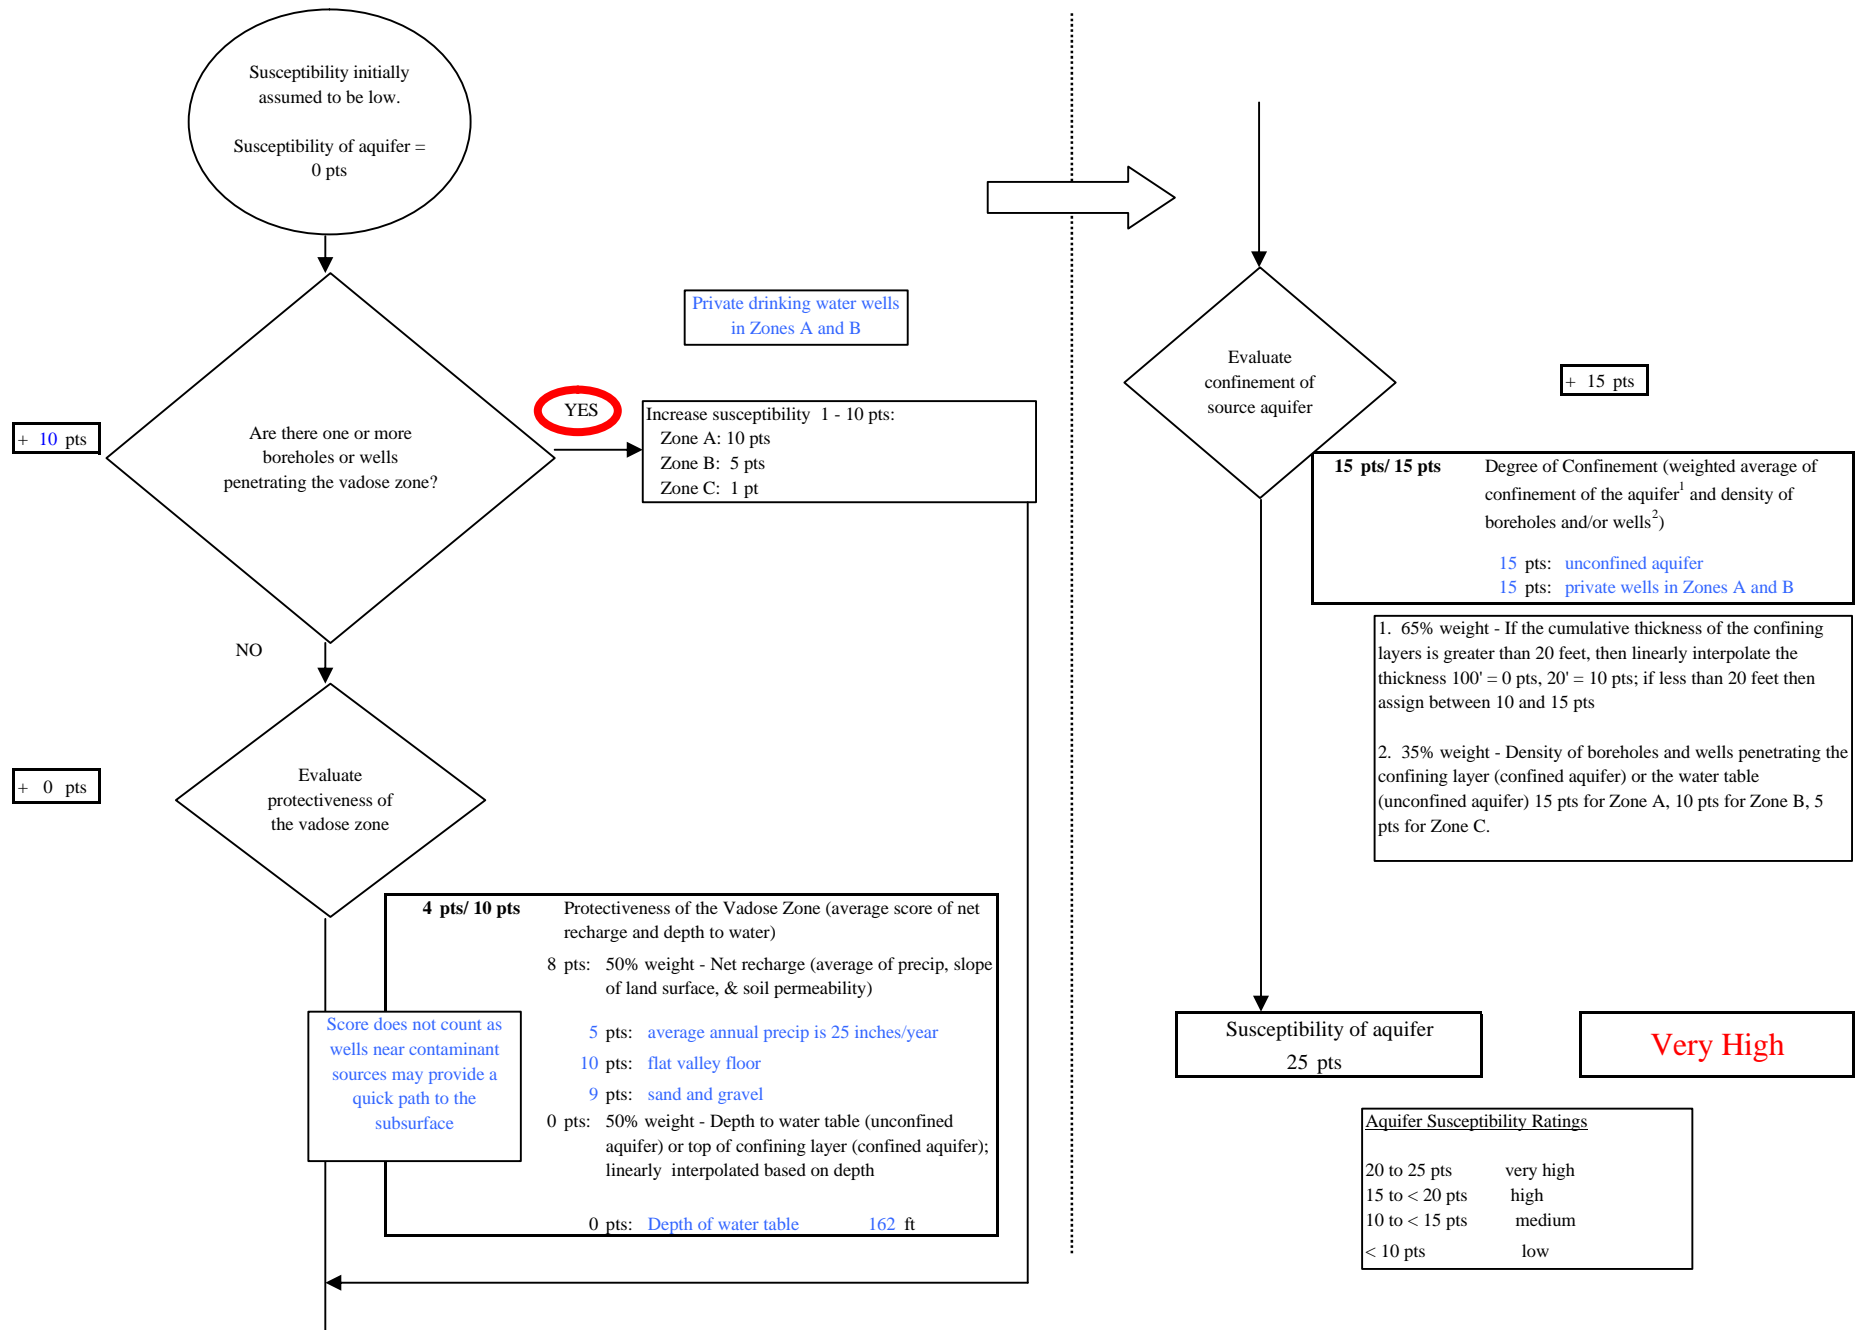 Susceptibility initially
assumed to be low.
Susceptibility of aquifer =
0 pts
Private drinking water wells
in Zones A and B
YES
+ 10 pts
Are there one or more
boreholes or wells
penetrating the vadose zone?
Increase susceptibility 1 - 10 pts:
Zone A: 10 pts
Zone B: 5 pts
Zone C: 1 pt
NO
+ 0 pts
Evaluate
protectiveness of
the vadose zone
4 pts/ 10 pts Protectiveness of the Vadose Zone (average score of net
recharge and depth to water)
8 pts: 50% weight - Net recharge (average of precip, slope
of land surface, & soil permeability)
5 pts: average annual precip is 25 inches/year
10 pts: flat valley floor
9 pts: sand and gravel
0 pts: 50% weight - Depth to water table (unconfined
aquifer) or top of confining layer (confined aquifer);
linearly interpolated based on depth
0 pts: Depth of water table 162 ft
Score does not count as
wells near contaminant
sources may provide a
quick path to the
subsurface
Evaluate
confinement of
source aquifer
+ 15 pts
15 pts/ 15 pts Degree of Confinement (weighted average of
confinement of the aquifer1 and density of
boreholes and/or wells2)
15 pts: unconfined aquifer
15 pts: private wells in Zones A and B
1. 65% weight - If the cumulative thickness of the confining
layers is greater than 20 feet, then linearly interpolate the
thickness 100' = 0 pts, 20' = 10 pts; if less than 20 feet then
assign between 10 and 15 pts
2. 35% weight - Density of boreholes and wells penetrating the
confining layer (confined aquifer) or the water table
(unconfined aquifer) 15 pts for Zone A, 10 pts for Zone B, 5
pts for Zone C.
Susceptibility of aquifer
25 pts
Very High
Aquifer Susceptibility Ratings
20 to 25 pts very high
15 to < 20 pts high
10 to < 15 pts medium
< 10 pts low